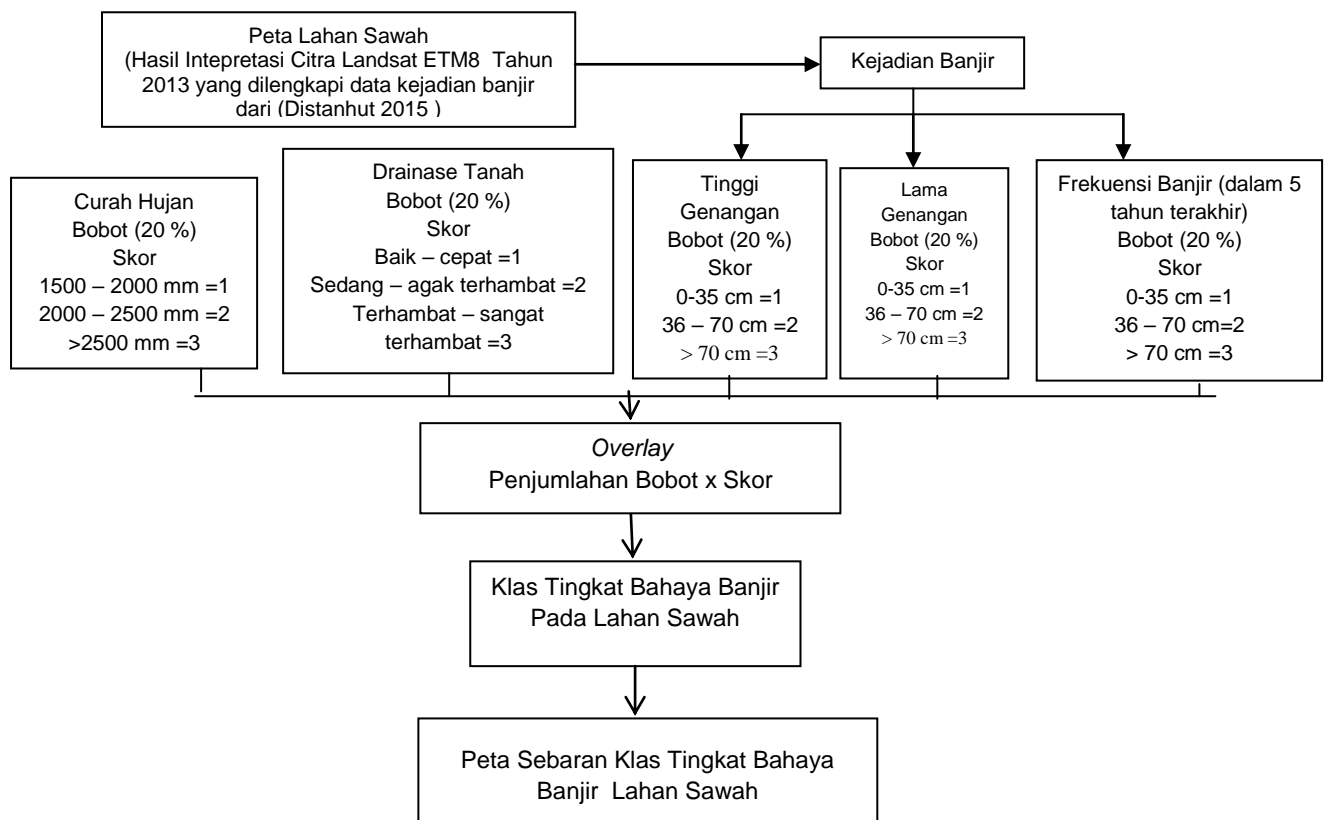 Peta Lahan Sawah
(Hasil Intepretasi Citra Landsat ETM8 Tahun
2013 yang dilengkapi data kejadian banjir
dari (Distanhut 2015 )
Kejadian Banjir
Curah Hujan
Bobot (20 %)
Skor
1500 – 2000 mm =1
2000 – 2500 mm =2
>2500 mm =3
Drainase Tanah
Bobot (20 %)
Skor
Baik – cepat =1
Sedang – agak terhambat =2
Terhambat – sangat
terhambat =3
Tinggi
Genangan
Bobot (20 %)
Skor
0-35 cm =1
36 – 70 cm =2
> 70 cm =3
Lama
Genangan
Bobot (20 %)
Skor
0-35 cm =1
36 – 70 cm =2
> 70 cm =3
Frekuensi Banjir (dalam 5
tahun terakhir)
Bobot (20 %)
Skor
0-35 cm =1
36 – 70 cm=2
> 70 cm =3
Overlay
Penjumlahan Bobot x Skor
Klas Tingkat Bahaya Banjir
Pada Lahan Sawah
Peta Sebaran Klas Tingkat Bahaya
Banjir Lahan Sawah